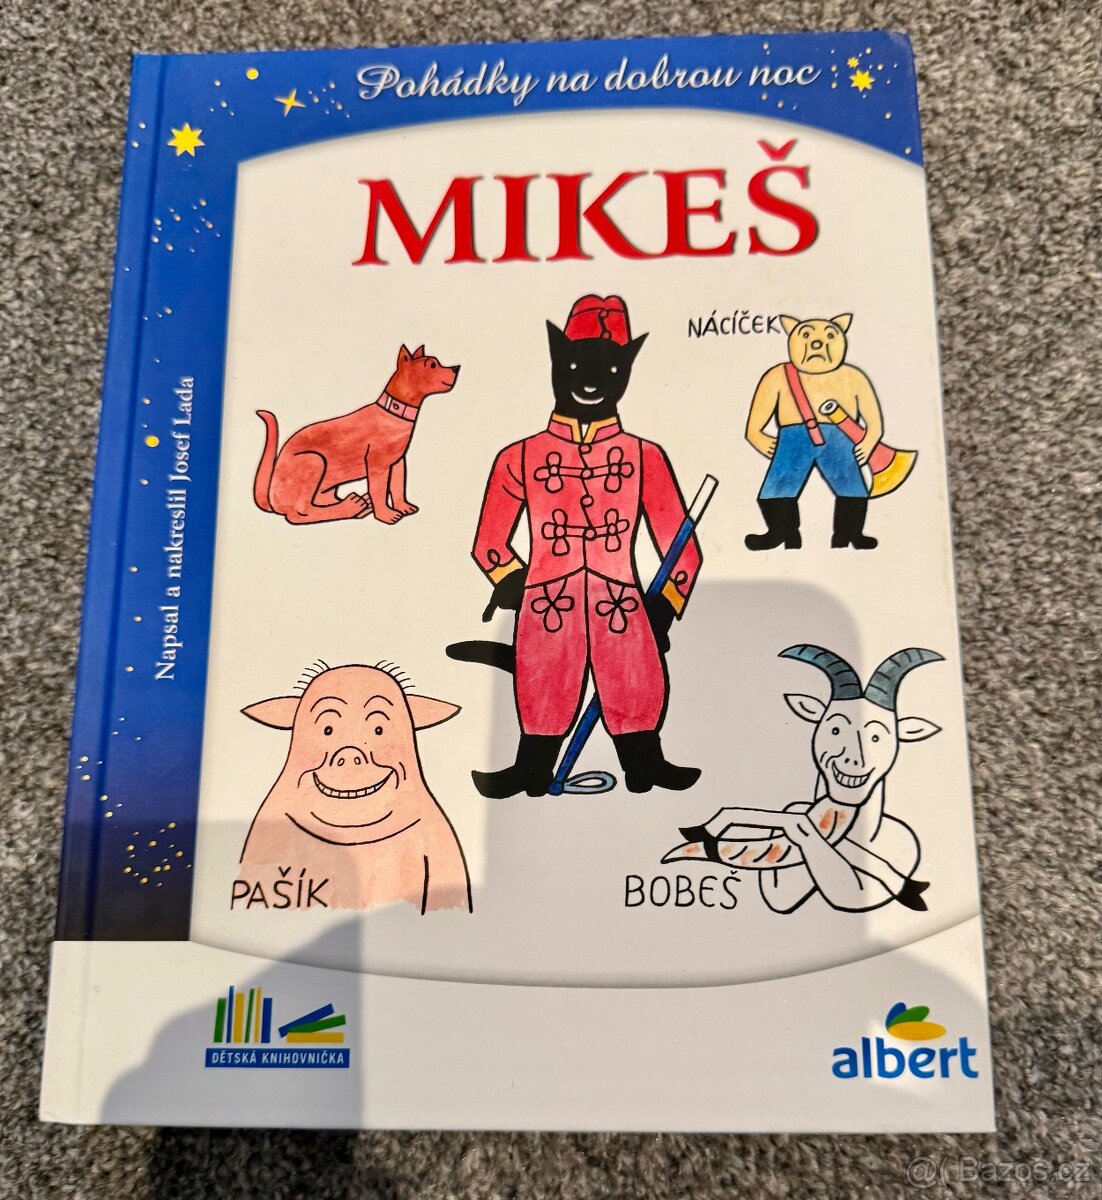 Pohádky na dobrou noc
MIKEŠ
NÁCÍČEK
Napsal a nakreslil Josef Lada
PAŠÍK
BOBEŠ
DĚTSKÁ KNIHOVNIČKA
albert
@( Bazos.cz